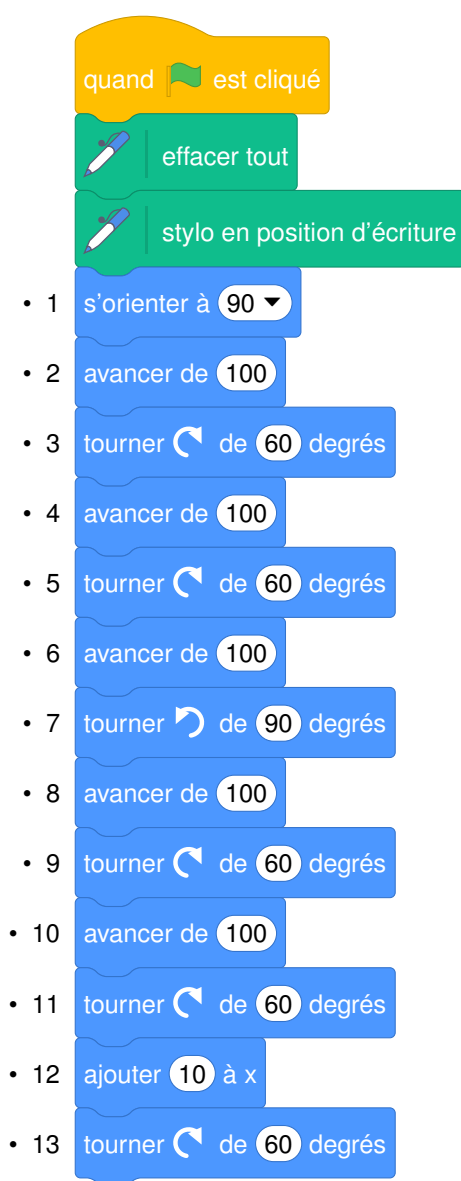 quand est cliqué
effacer tout
stylo en position d'écriture
• 1 s'orienter à 90
• 2 avancer de 100
• 3 tourner de 60 degrés
• 4 avancer de 100
• 5 tourner de 60 degrés
• 6 avancer de 100
• 7 tourner de 90 degrés
• 8 avancer de 100
• 9 tourner de 60 degrés
• 10 avancer de 100
• 11 tourner de 60 degrés
• 12 ajouter 10 à x
• 13 tourner de 60 degrés